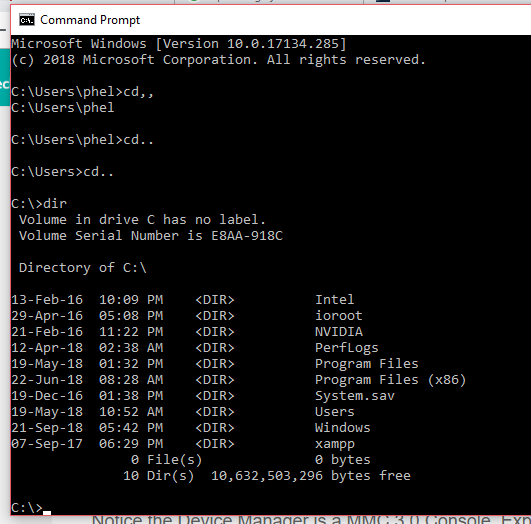 Command Prompt
Microsoft Windows [Version 10.0.17134.285]
(c) 2018 Microsoft Corporation. All rights reserved.
C:\Users\phel>cd,,
C:\Users\phel
C:\Users\phel>cd..
C:\Users>cd..
C:\>dir
Volume in drive C has no label.
Volume Serial Number is E8AA-918C
Directory of C:\
13-Feb-16  10:09 PM    <DIR>          Intel
29-Apr-16  05:08 PM    <DIR>          ioroot
21-Feb-16  11:22 PM    <DIR>          NVIDIA
12-Apr-18  02:38 AM    <DIR>          PerfLogs
19-May-18  01:32 PM    <DIR>          Program Files
22-Jun-18  08:28 AM    <DIR>          Program Files (x86)
19-Dec-16  01:38 PM    <DIR>          System.sav
19-May-18  10:52 AM    <DIR>          Users
21-Sep-18  05:42 PM    <DIR>          Windows
07-Sep-17  06:29 PM    <DIR>          xampp
0 File(s)              0 bytes
10 Dir(s)  10,632,503,296 bytes free
C:\>
Notice the Device Manager is a MMC 3.0 Console. Exp